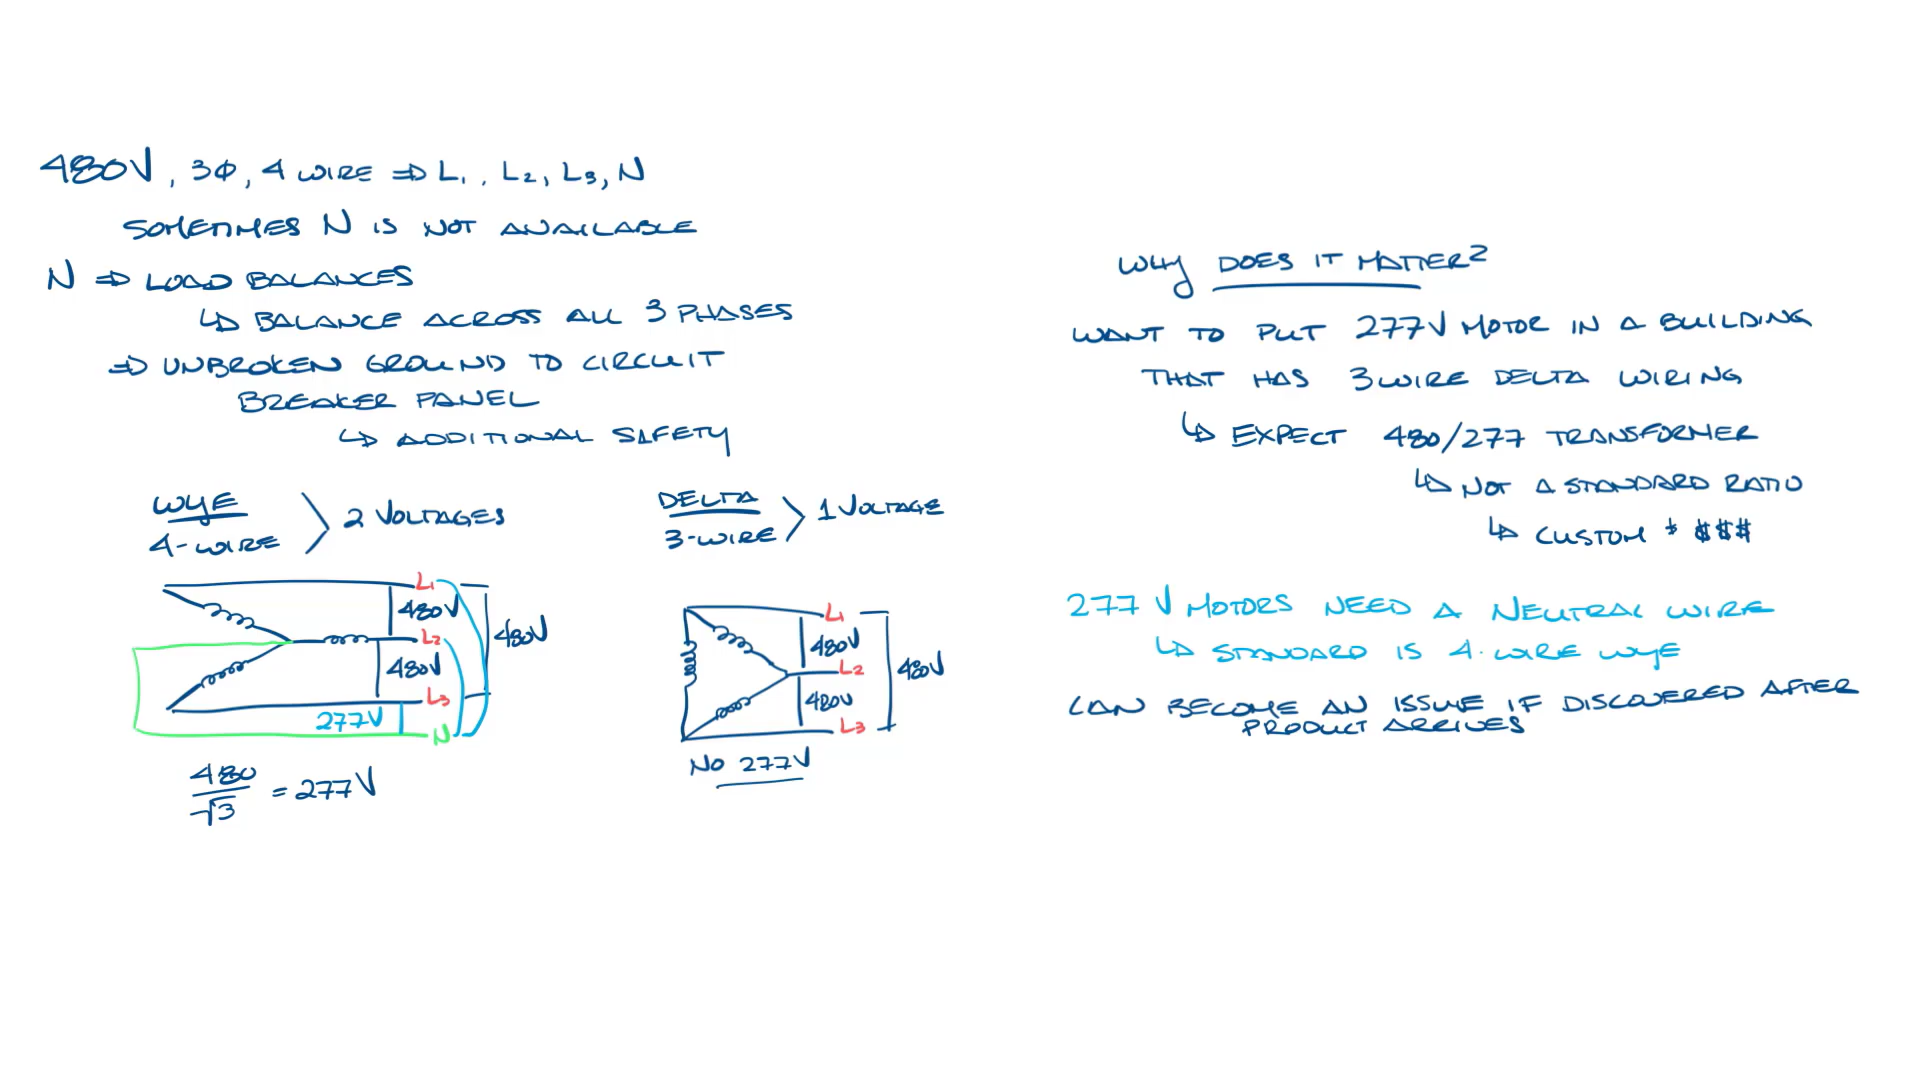 480V, 3Φ, 4 WIRE ⇒ L1, L2, L3, N
SOMETIMES N IS NOT AVAILABLE
N ⇒ LOAD BALANCES
↳ BALANCE ACROSS ALL 3 PHASES
⇒ UNBROKEN GROUND TO CIRCUIT
BREAKER PANEL
↳ ADDITIONAL SAFETY
WYE
4-WIRE
2 VOLTAGES
L1
480V
L2
480V
480V
L3
277V
N
480/√3 = 277V
DELTA
3-WIRE
1 VOLTAGE
L1
480V
L2
480V
480V
L3
NO 277V
WHY DOES IT MATTER?
WANT TO PUT 277V MOTOR IN A BUILDING
THAT HAS 3 WIRE DELTA WIRING
↳ EXPECT 480/277 TRANSFORMER
↳ NOT A STANDARD RATIO
↳ CUSTOM + $$$
277 V MOTORS NEED A NEUTRAL WIRE
↳ STANDARD IS 4-WIRE WYE
CAN BECOME AN ISSUE IF DISCOVERED AFTER
PRODUCT ARRIVES